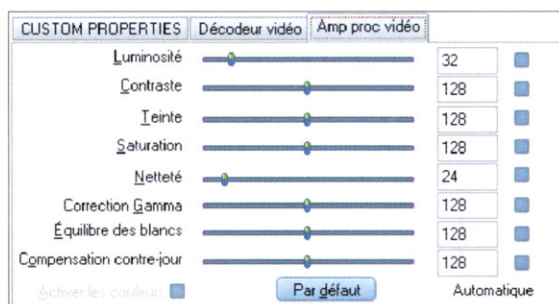 CUSTOM PROPERTIES Décodeur vidéo Amp proc vidéo
Luminosité 32
Contraste 128
Teinte 128
Saturation 128
Netteté 24
Correction Gamma 128
Équilibre des blancs 128
Compensation contre-jour 128
Activer les couleurs Par défaut Automatique